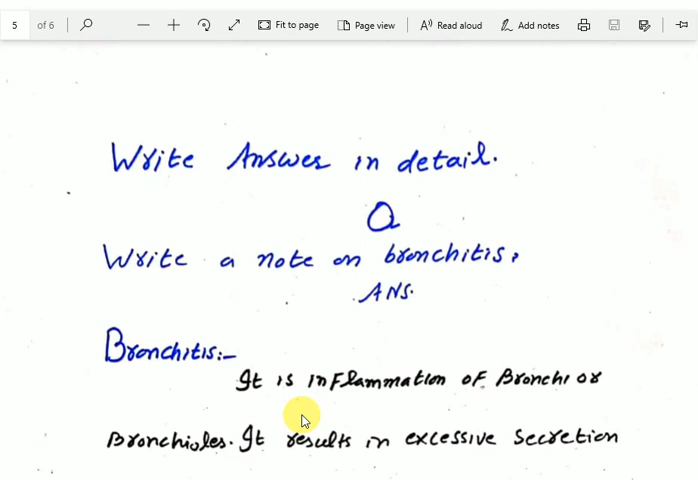 5 of 6 Fit to page Page view Read aloud Add notes
Write Answer in detail.
Q
Write a note on bronchitis.
ANS.
Bronchitis:-
It is inflammation of Bronchi or
Bronchioles. It results in excessive secretion